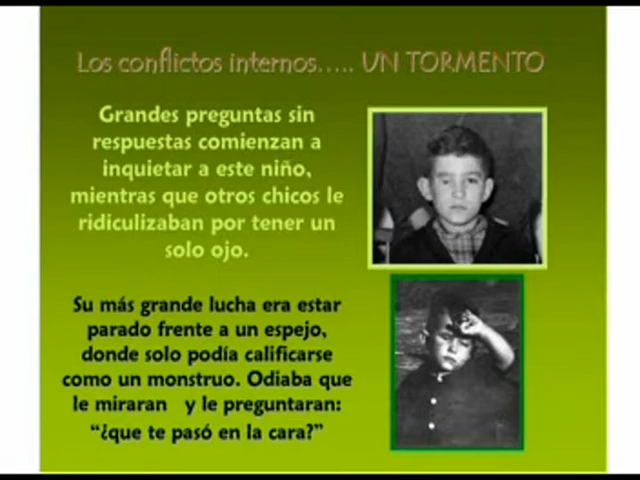 Los conflictos internos..... UN TORMENTO
Grandes preguntas sin
respuestas comienzan a
inquietar a este niño,
mientras que otros chicos le
ridiculizaban por tener un
solo ojo.
Su más grande lucha era estar
parado frente a un espejo,
donde solo podía calificarse
como un monstruo. Odiaba que
le miraran y le preguntaran:
“¿que te pasó en la cara?”